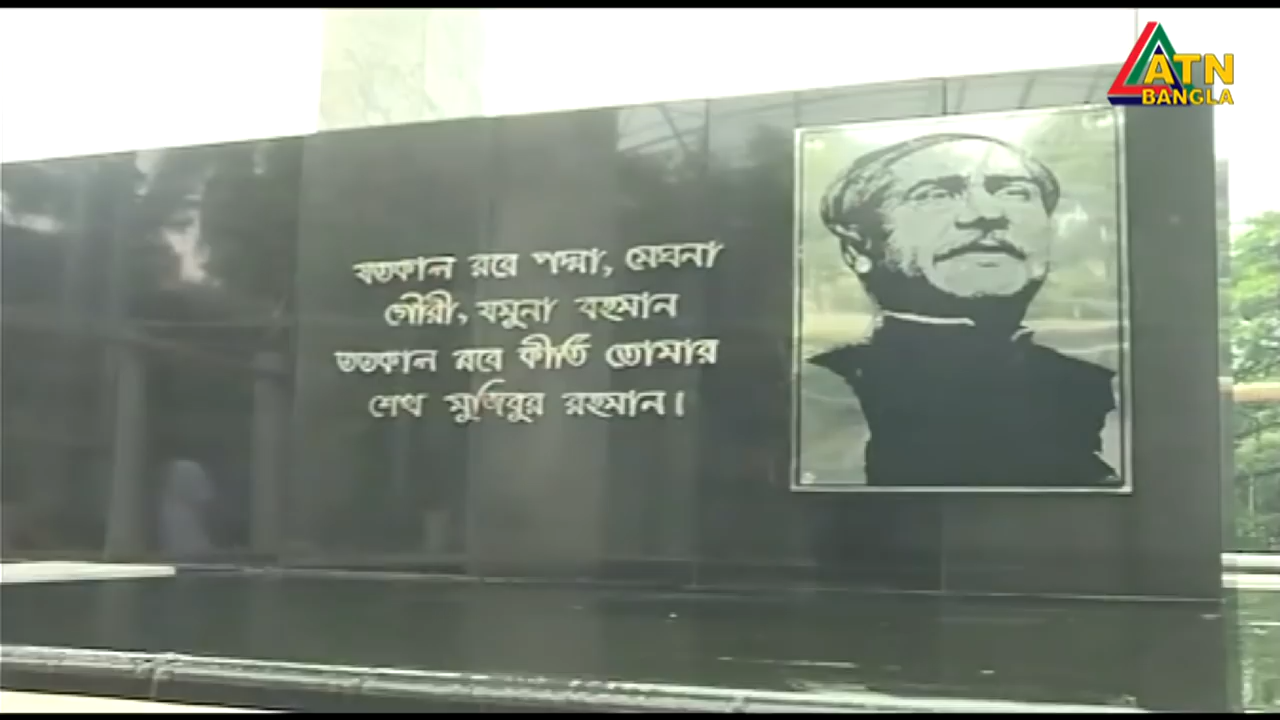 ATN
BANGLA
যতকাল রবে পদ্মা, মেঘনা
গৌরী, যমুনা বহমান
ততকাল রবে কীর্তি তোমার
শেখ মুজিবুর রহমান।